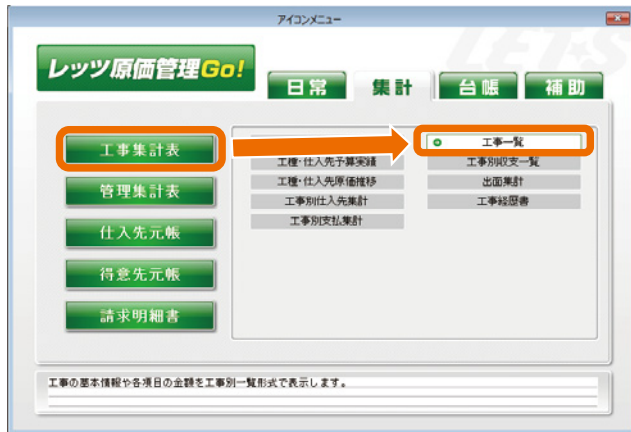 アイコンメニュー
LETS
レッツ原価管理Go!
日常
集計
台帳
補助
工事集計表
管理集計表
仕入先元帳
得意先元帳
請求明細書
工種・仕入先予算実績
工種・仕入先原価推移
工事別仕入先集計
工事別支払集計
工事一覧
工事別収支一覧
出面集計
工事経歴書
工事の基本情報や各項目の金額を工事別一覧形式で表示します。